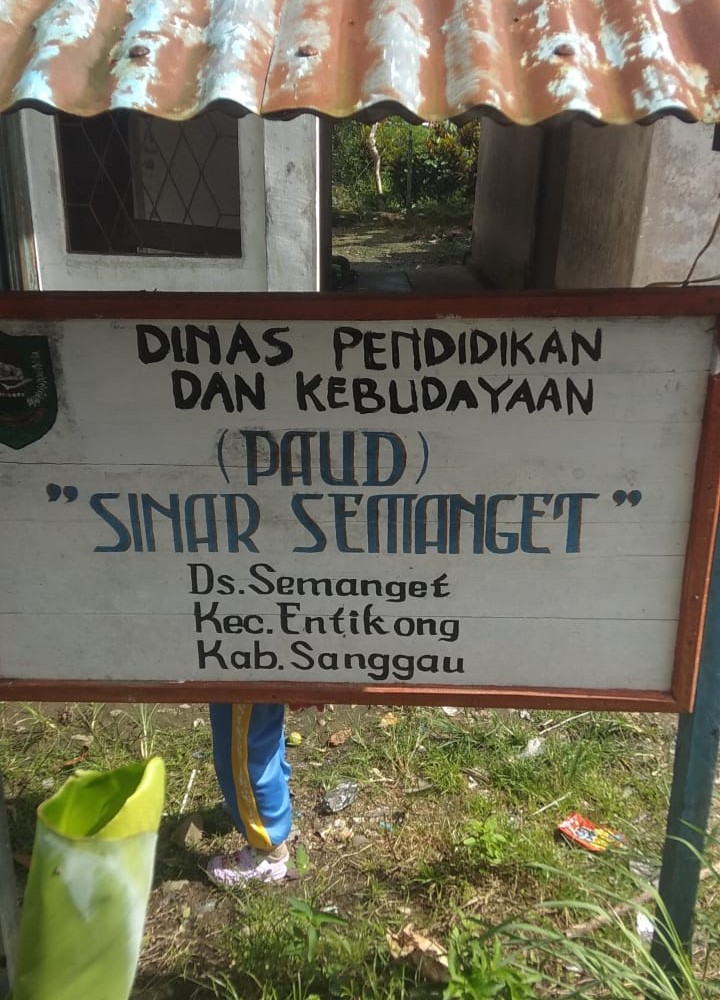 DINAS PENDIDIKAN
DAN KEBUDAYAAN
(PAUD)
"SINAR SEMANGET"
Ds. Semanget
Kec. Entikong
Kab. Sanggau